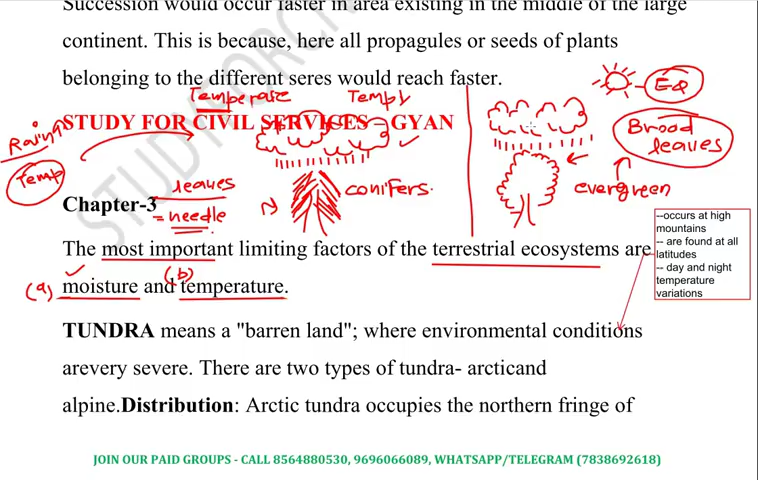 Succession would occur faster in area existing in the middle of the large
continent. This is because, here all propagules or seeds of plants
belonging to the different seres would reach faster.
Temperate Temp↓ EQ
STUDY FOR CIVIL SERVICES – GYAN
Broad
leaves
Rain
Temp
leaves
conifers.
evergreen
Chapter-3
= needle
--occurs at high
mountains
-- are found at all
latitudes
-- day and night
temperature
variations
The most important limiting factors of the terrestrial ecosystems are
(a) (b)
moisture and temperature.
TUNDRA means a "barren land"; where environmental conditions
arevery severe. There are two types of tundra- arcticand
alpine.Distribution: Arctic tundra occupies the northern fringe of
JOIN OUR PAID GROUPS - CALL 8564880530, 9696066089, WHATSAPP/TELEGRAM (7838692618)